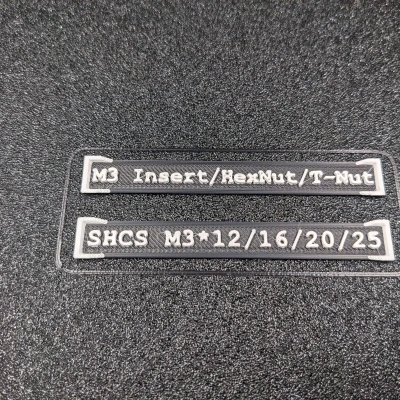 M3 Insert/HexNut/T-Nut
SHCS M3*12/16/20/25